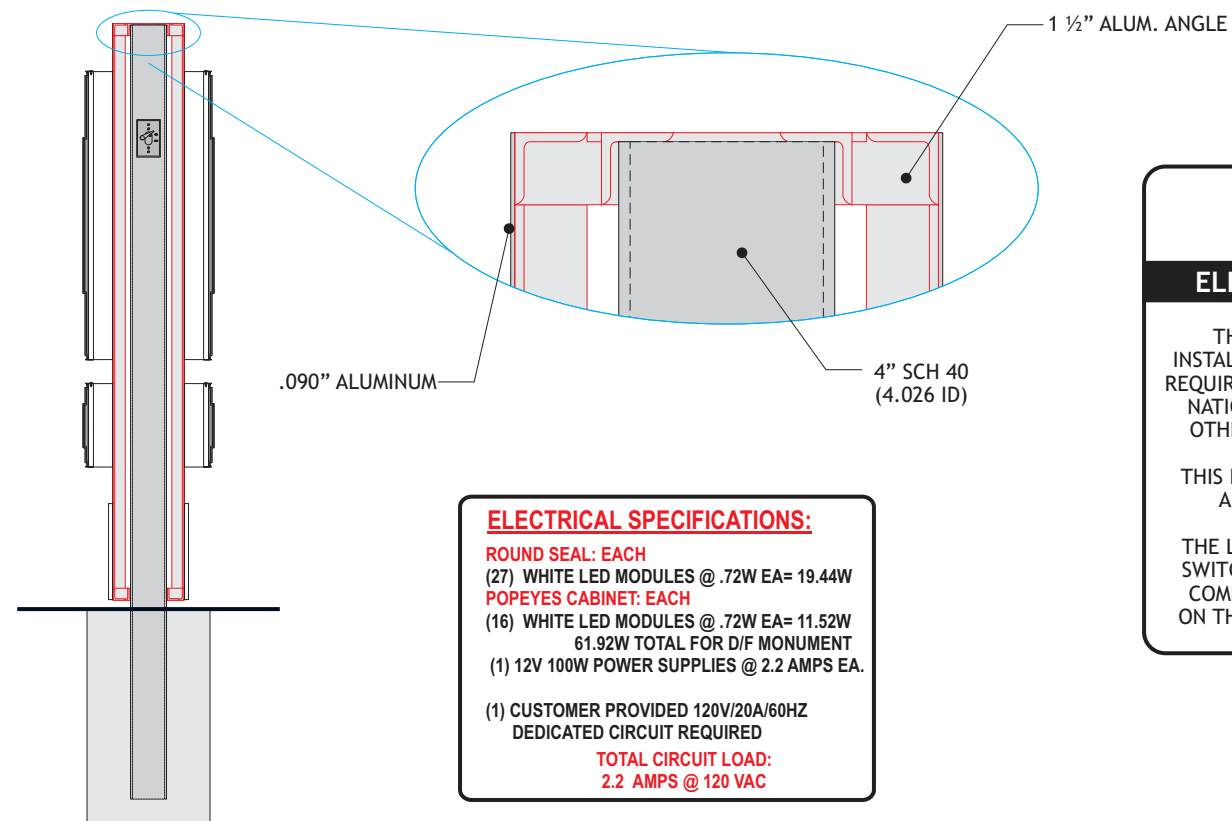 1 ½” ALUM. ANGLE
.090” ALUMINUM
4” SCH 40
(4.026 ID)
ELECTRICAL SPECIFICATIONS:
ROUND SEAL: EACH
(27) WHITE LED MODULES @ .72W EA= 19.44W
POPEYES CABINET: EACH
(16) WHITE LED MODULES @ .72W EA= 11.52W
61.92W TOTAL FOR D/F MONUMENT
(1) 12V 100W POWER SUPPLIES @ 2.2 AMPS EA.
(1) CUSTOMER PROVIDED 120V/20A/60HZ
DEDICATED CIRCUIT REQUIRED
TOTAL CIRCUIT LOAD:
2.2 AMPS @ 120 VAC
THIS
A
THE
ON